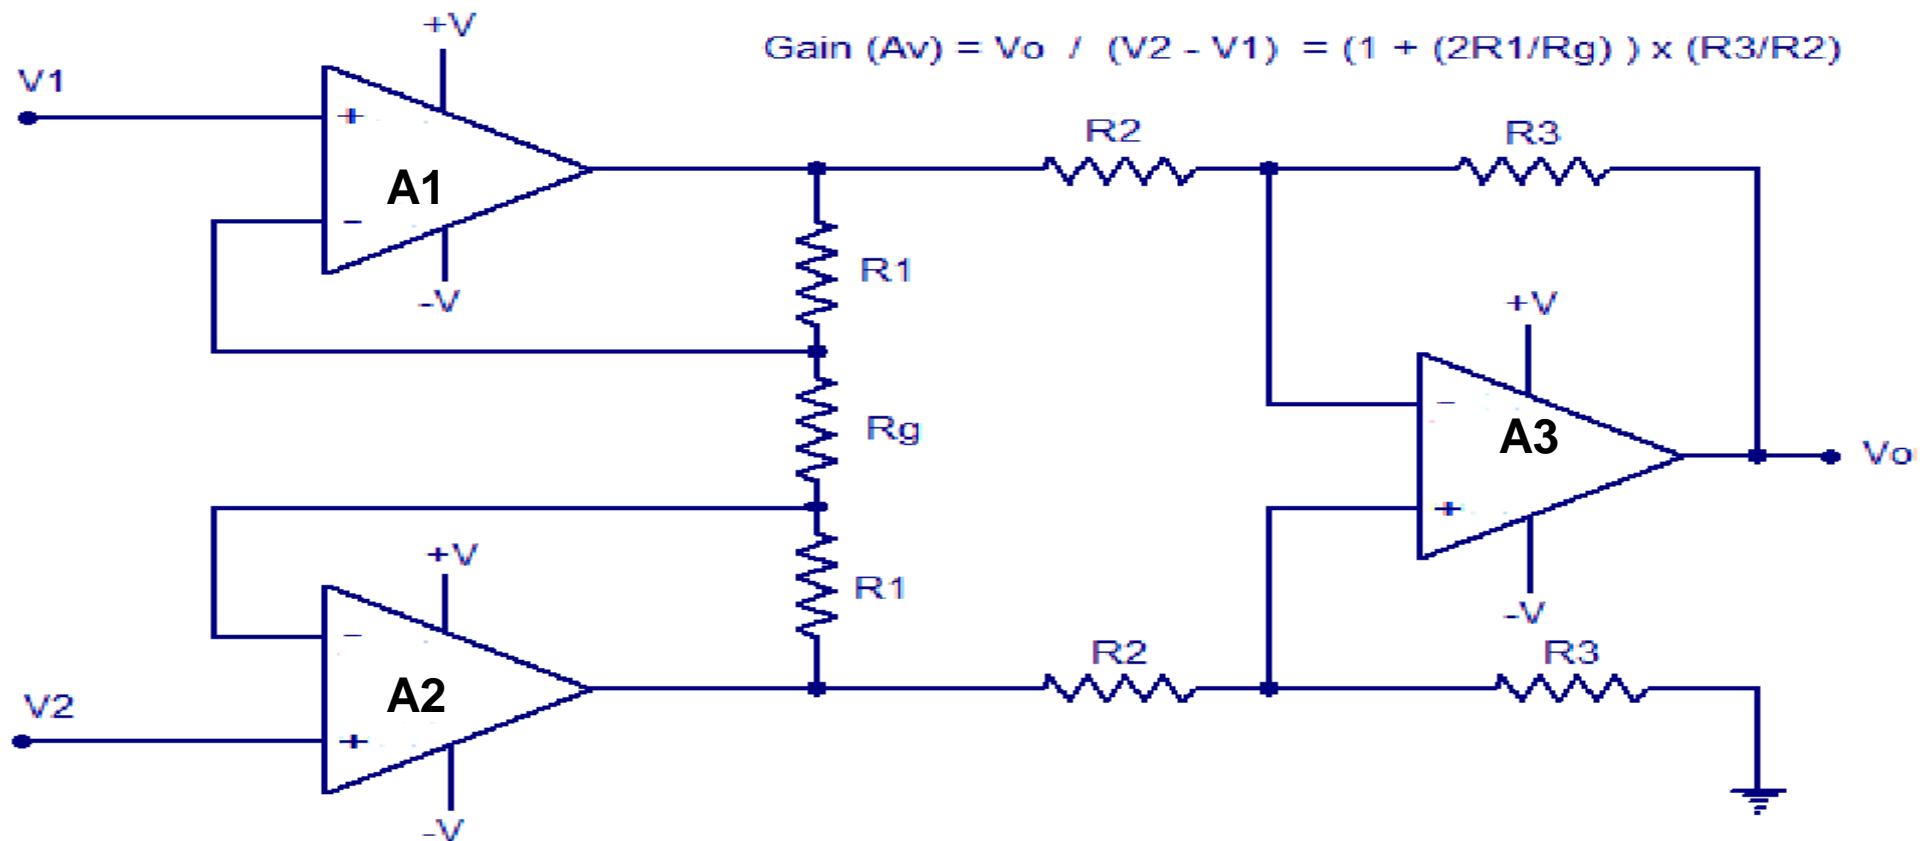 +V
Gain (Av) = Vo / (V2 - V1) = (1 + (2R1/Rg) ) x (R3/R2)
V1
+
R2
R3
A1
−
R1
-V
+V
Rg
−
A3
Vo
+
+V
R1
-V
−
R2
R3
A2
V2
+
-V